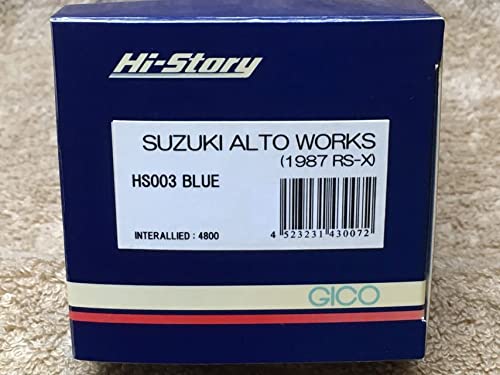 Hi-Story
SUZUKI ALTO WORKS
(1987 RS-X)
HS003 BLUE
INTERALLIED : 4800
4 523231 430072
GICO